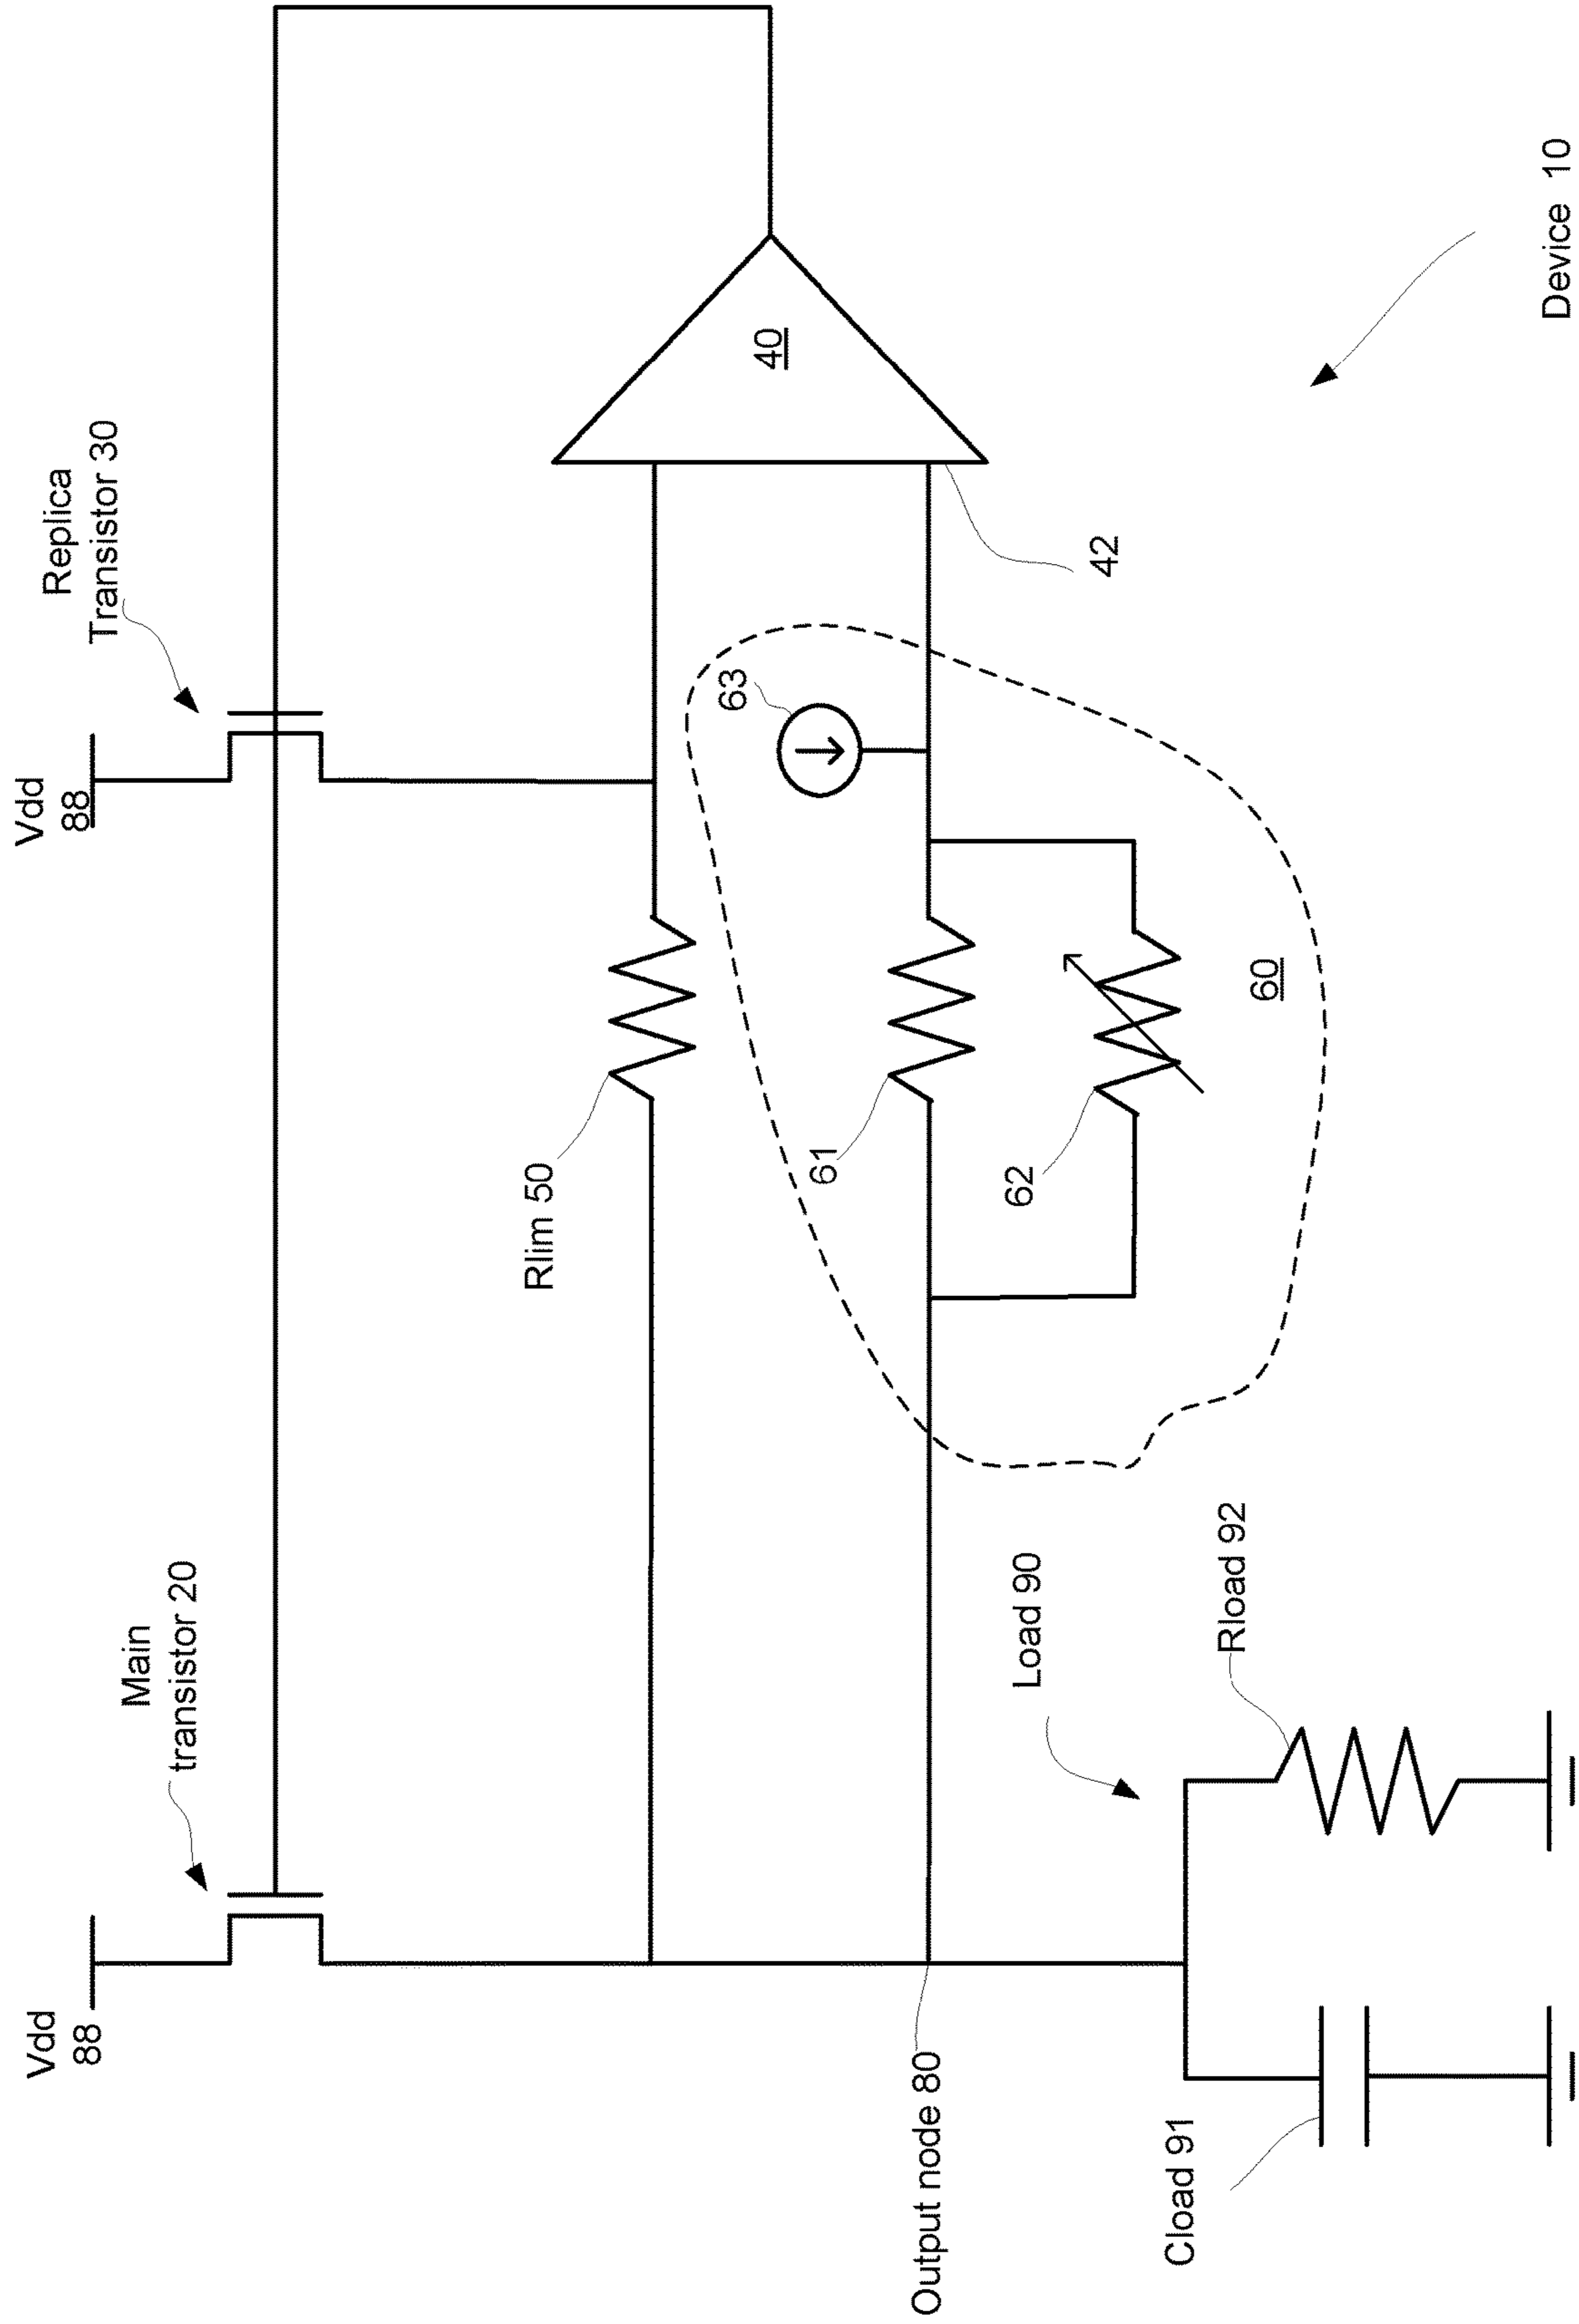 Vdd
88
Main
transistor 20
Vdd
88
Replica
Transistor 30
Rlim 50
40
63
61
42
62
60
Output node 80
Load 90
Cload 91
Rload 92
Device 10